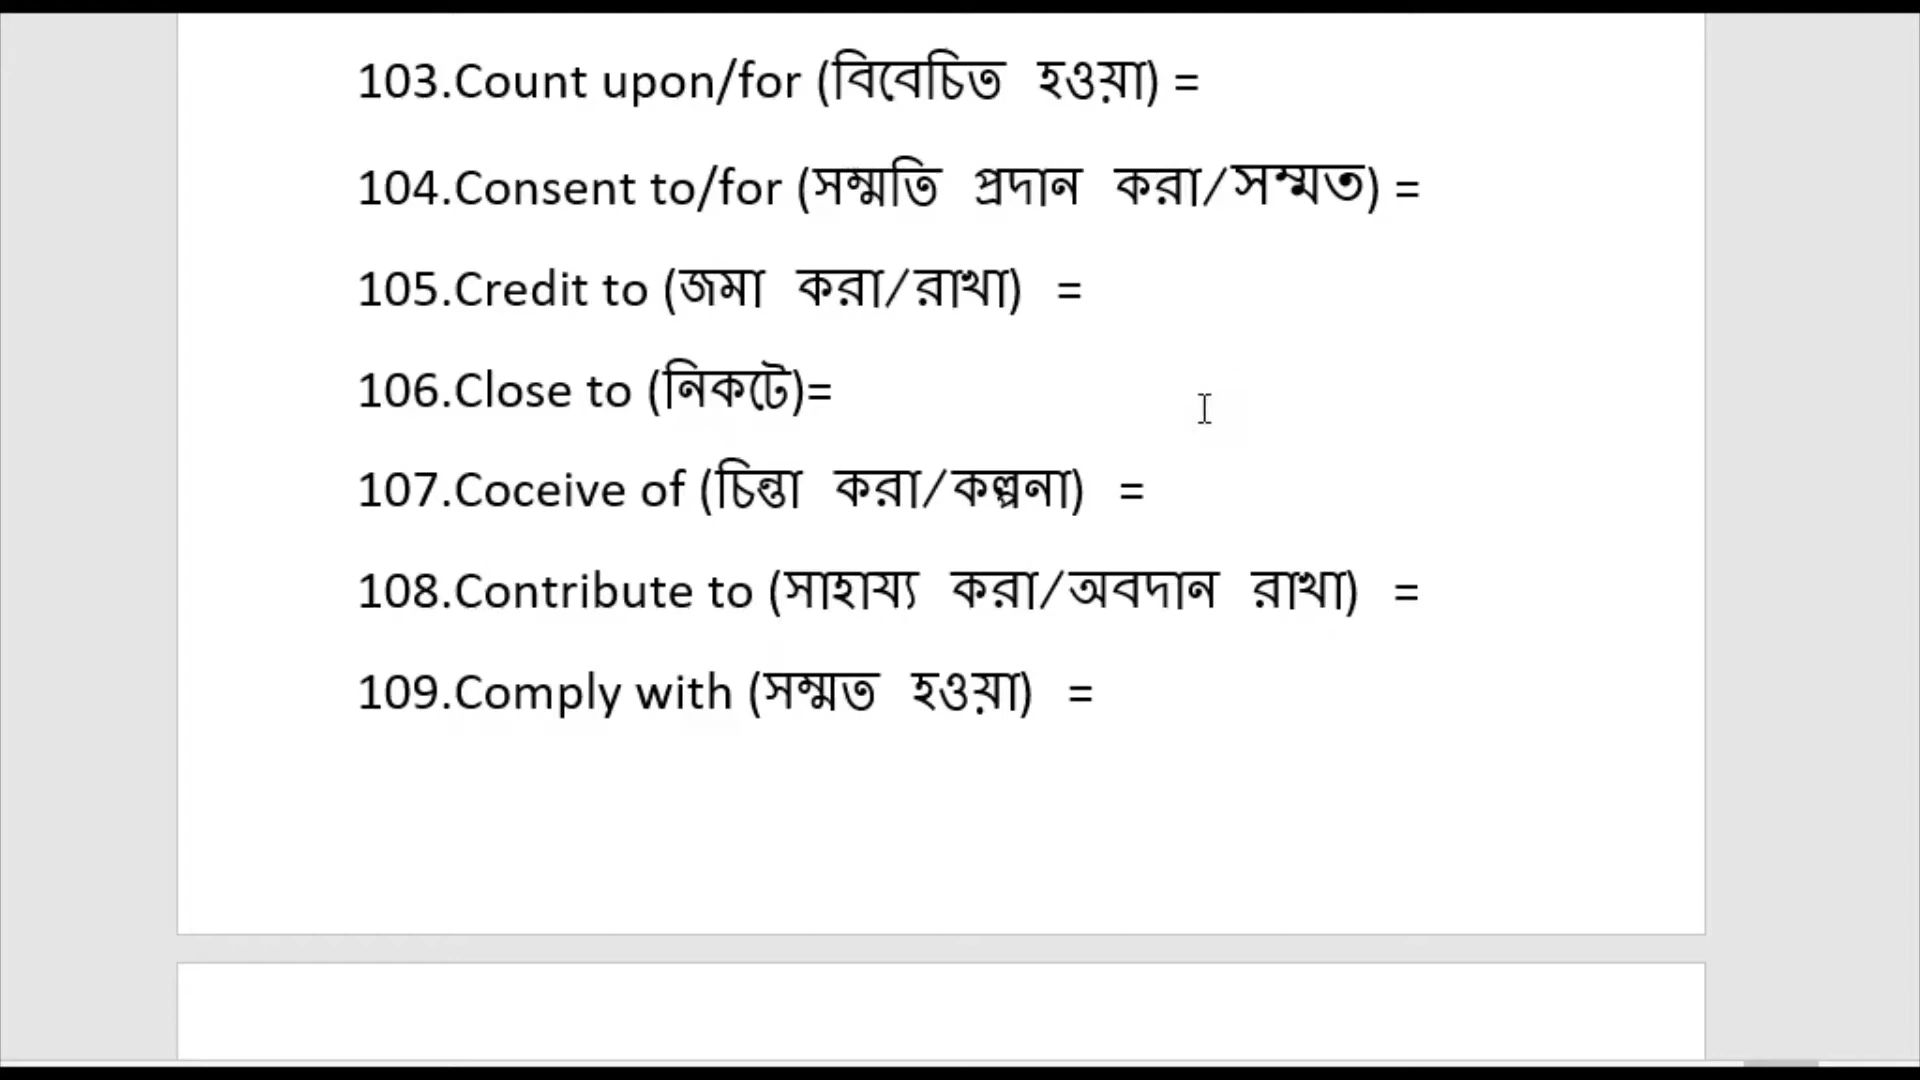 103.Count upon/for (বিবেচিত হওয়া) =
104.Consent to/for (সম্মতি প্রদান করা/সম্মত) =
105.Credit to (জমা করা/রাখা) =
106.Close to (নিকটে)=
107.Coceive of (চিন্তা করা/কল্পনা) =
108.Contribute to (সাহায্য করা/অবদান রাখা) =
109.Comply with (সম্মত হওয়া) =